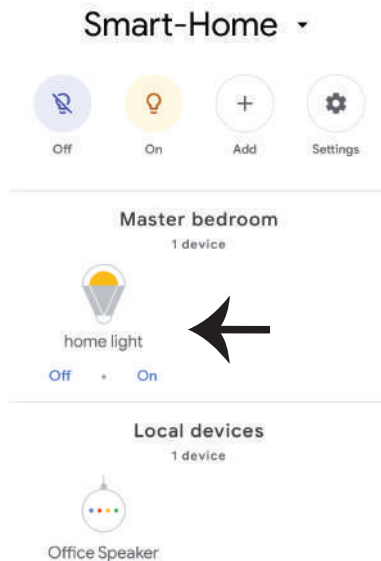 Smart-Home
Off On Add Settings
Master bedroom
1 device
home light
Off • On
Local devices
1 device
Office Speaker